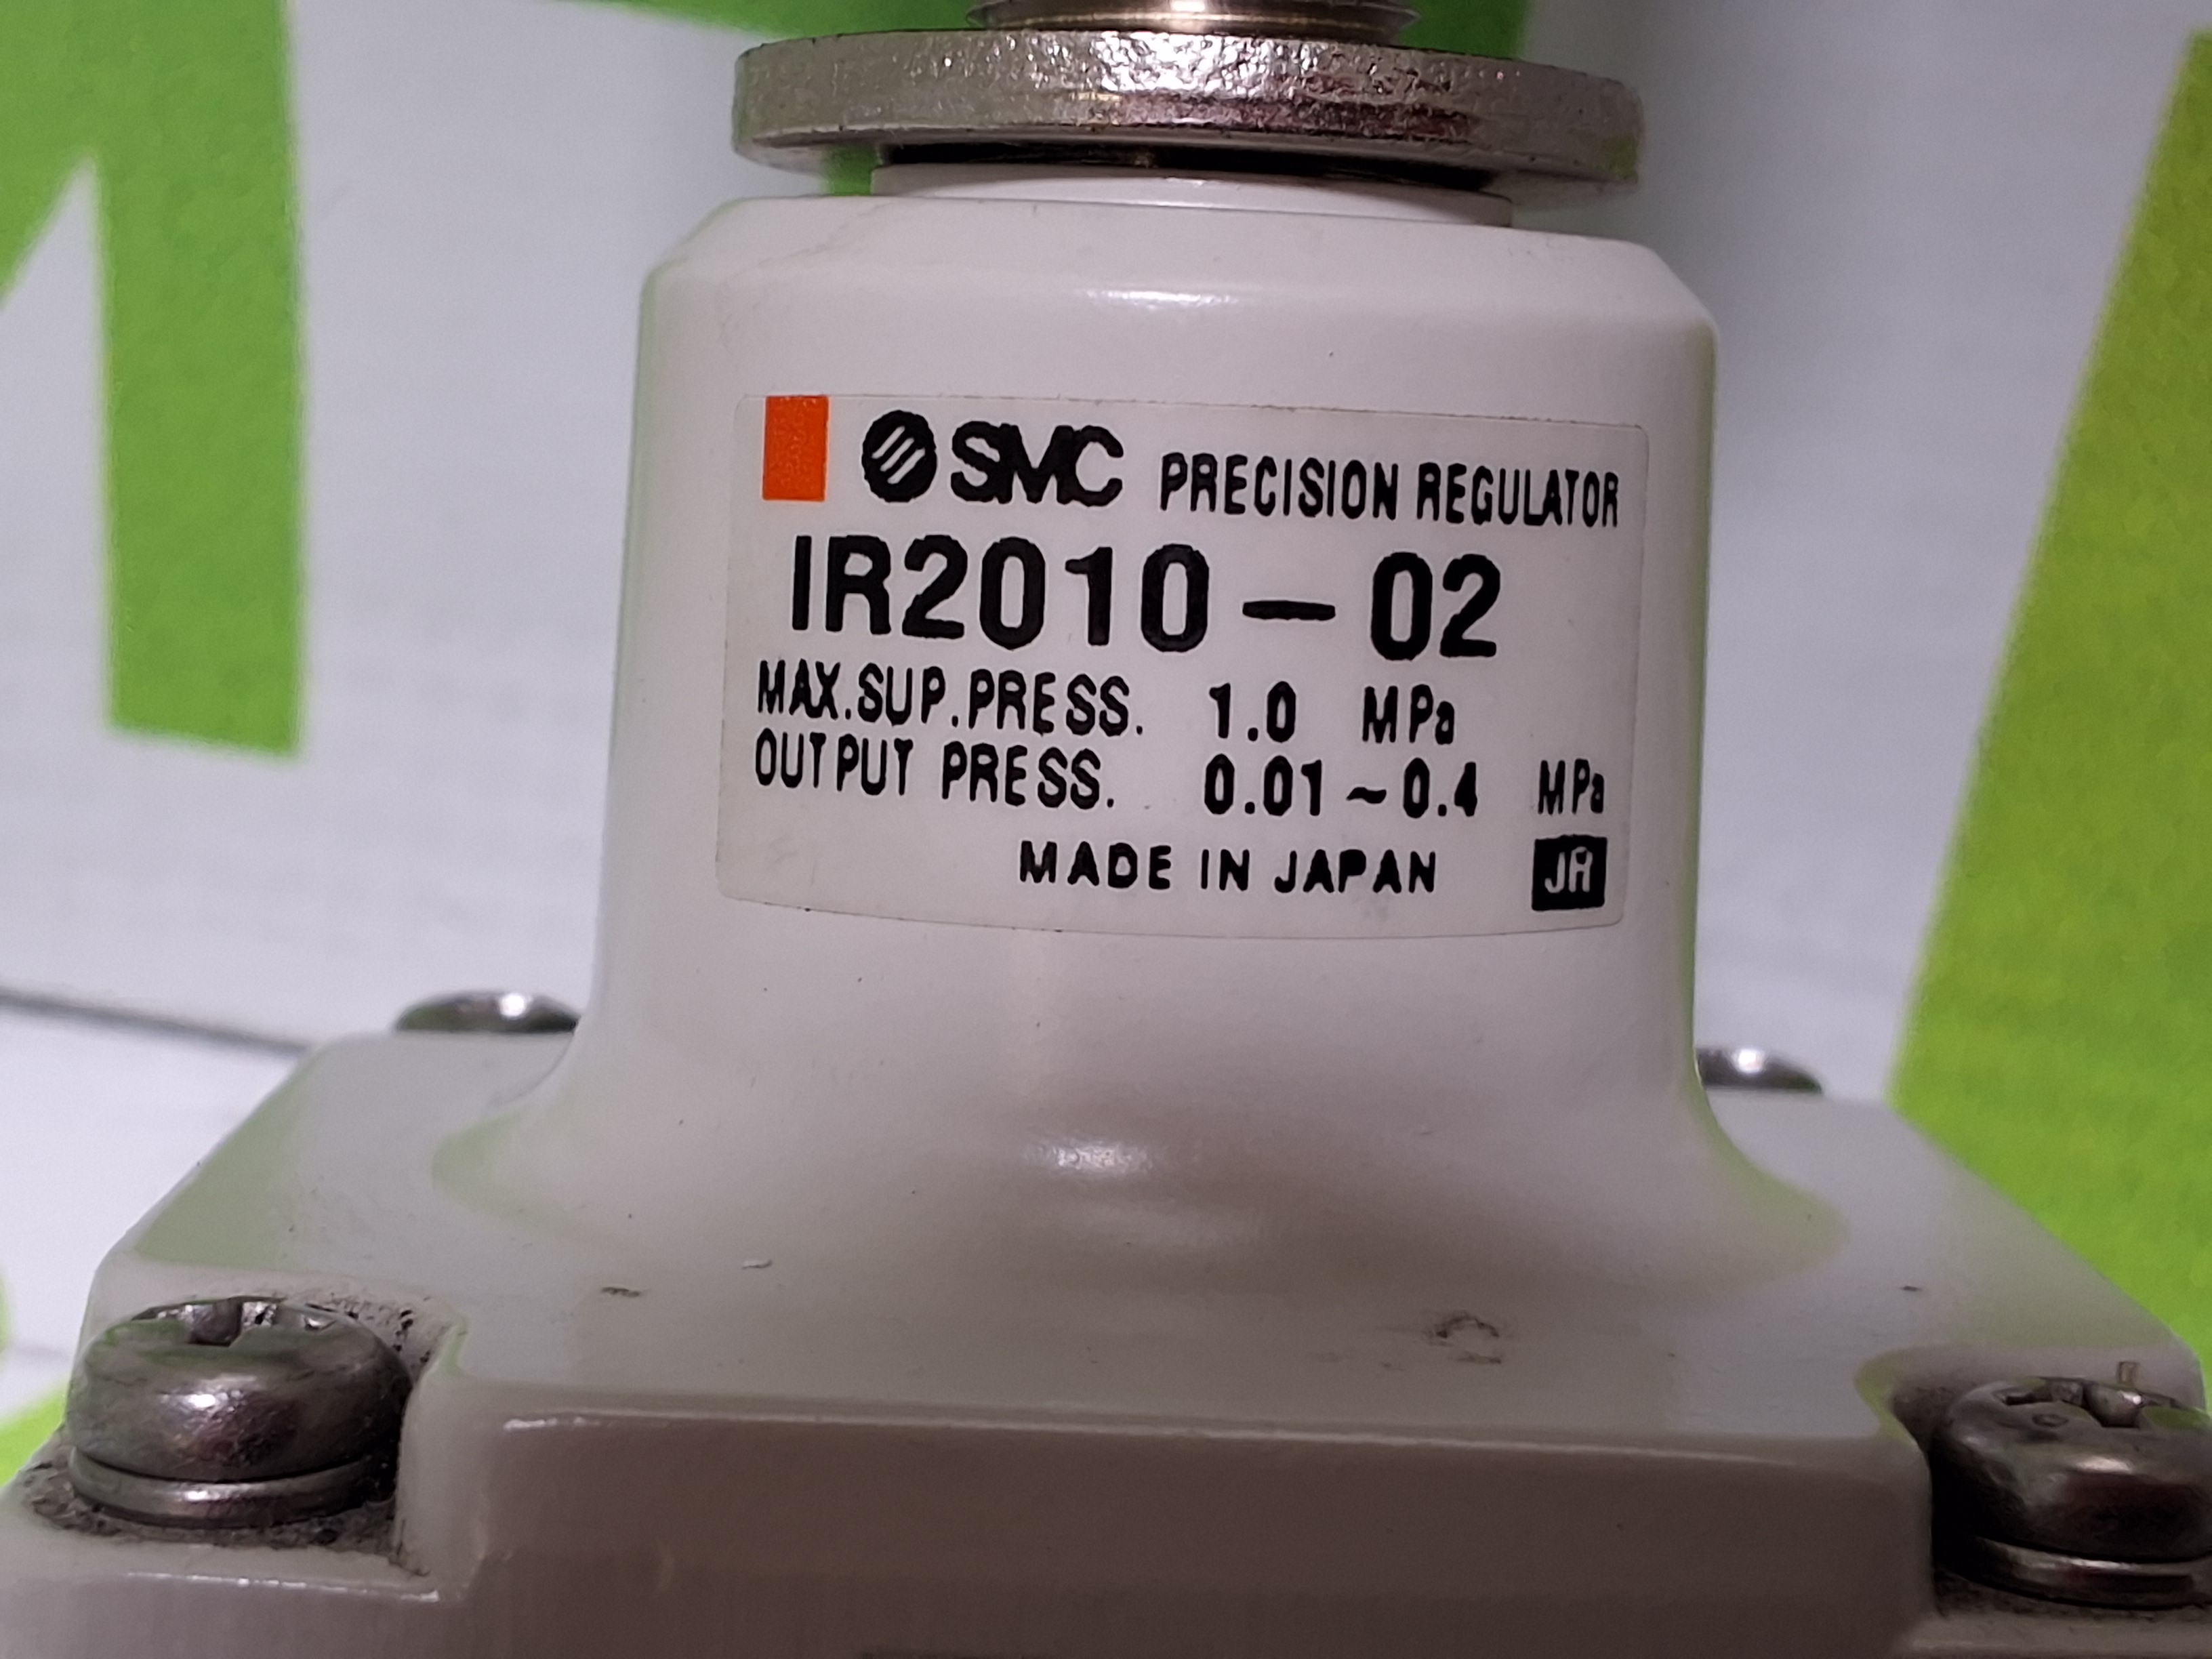 SMC PRECISION REGULATOR
IR2010-02
MAX.SUP.PRESS. 1.0 MPa
OUTPUT PRESS. 0.01~0.4 MPa
MADE IN JAPAN